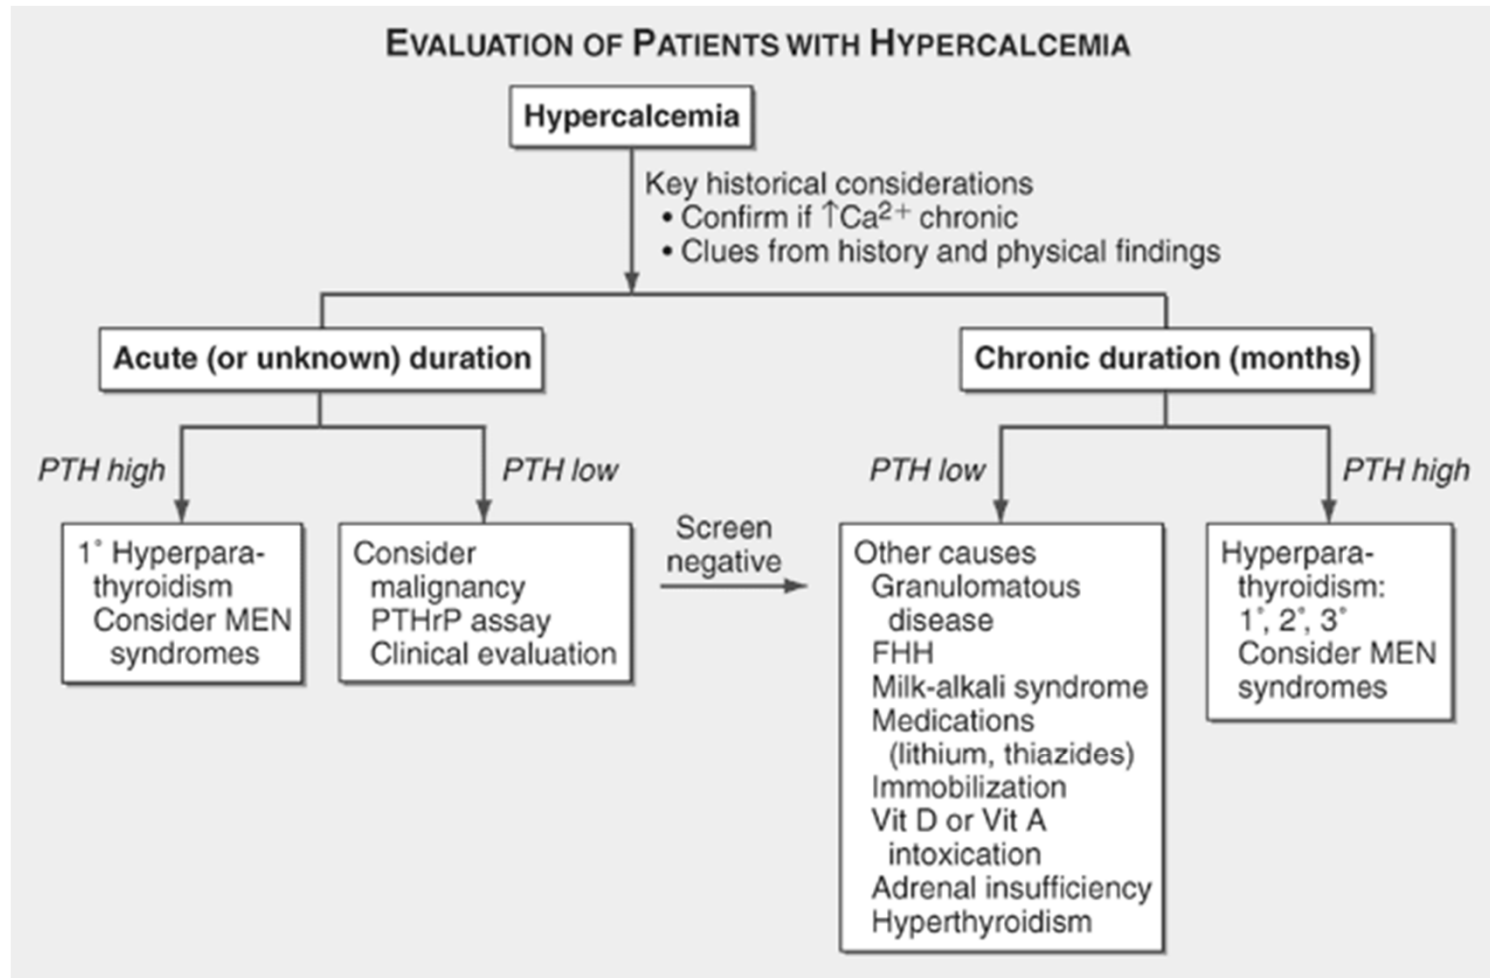 EVALUATION OF PATIENTS WITH HYPERCALCEMIA
Hypercalcemia
Key historical considerations
• Confirm if ↑Ca2+ chronic
• Clues from history and physical findings
Acute (or unknown) duration
Chronic duration (months)
PTH high
PTH low
PTH low
PTH high
1° Hyperpara-
thyroidism
Consider MEN
syndromes
Consider
malignancy
PTHrP assay
Clinical evaluation
Screen
negative
Other causes
Granulomatous
disease
FHH
Milk-alkali syndrome
Medications
(lithium, thiazides)
Immobilization
Vit D or Vit A
intoxication
Adrenal insufficiency
Hyperthyroidism
Hyperpara-
thyroidism:
1°, 2°, 3°
Consider MEN
syndromes